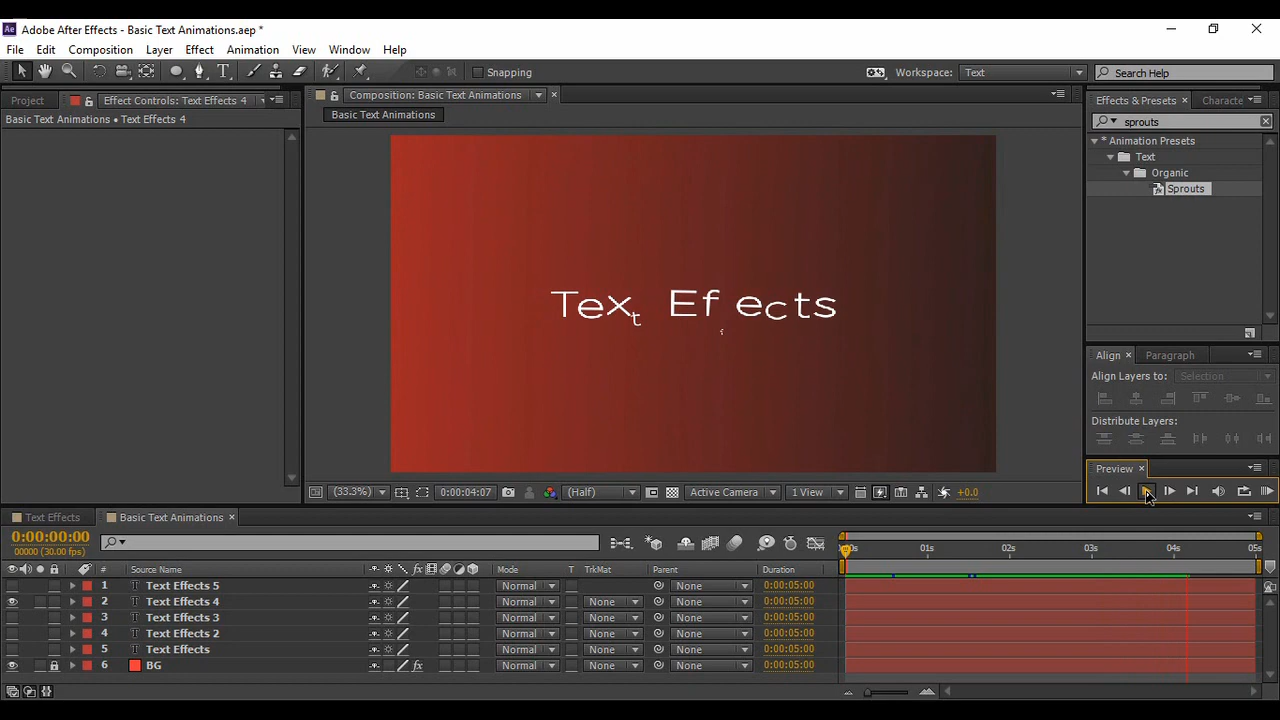 Ae Adobe After Effects - Basic Text Animations.aep *
File Edit Composition Layer Effect Animation View Window Help
T Snapping Workspace: Text Search Help
Project Effect Controls: Text Effects 4 Composition: Basic Text Animations Effects & Presets Characte
Basic Text Animations • Text Effects 4
Basic Text Animations
sprouts
* Animation Presets
Text
Organic
Sprouts
Text Ef ects
Align Paragraph
Align Layers to: Selection
Distribute Layers:
Preview
(33.3%) 0:00:04:07 (Half) Active Camera 1 View +0.0
Text Effects Basic Text Animations
0:00:00:00
00000 (30.00 fps)
01s 02s 03s 04s 05s
# Source Name fx Mode T TrkMat Parent Duration
1 T Text Effects 5 Normal None 0:00:05:00
2 T Text Effects 4 Normal None None 0:00:05:00
3 T Text Effects 3 Normal None None 0:00:05:00
4 T Text Effects 2 Normal None None 0:00:05:00
5 T Text Effects Normal None None 0:00:05:00
6 BG fx Normal None None 0:00:05:00